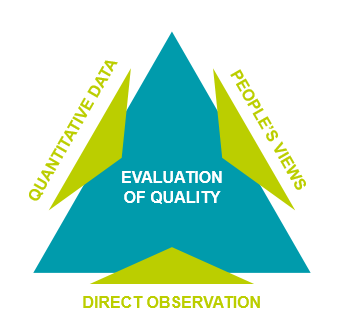 QUANTITATIVE DATA
PEOPLE'S VIEWS
EVALUATION
OF QUALITY
DIRECT OBSERVATION